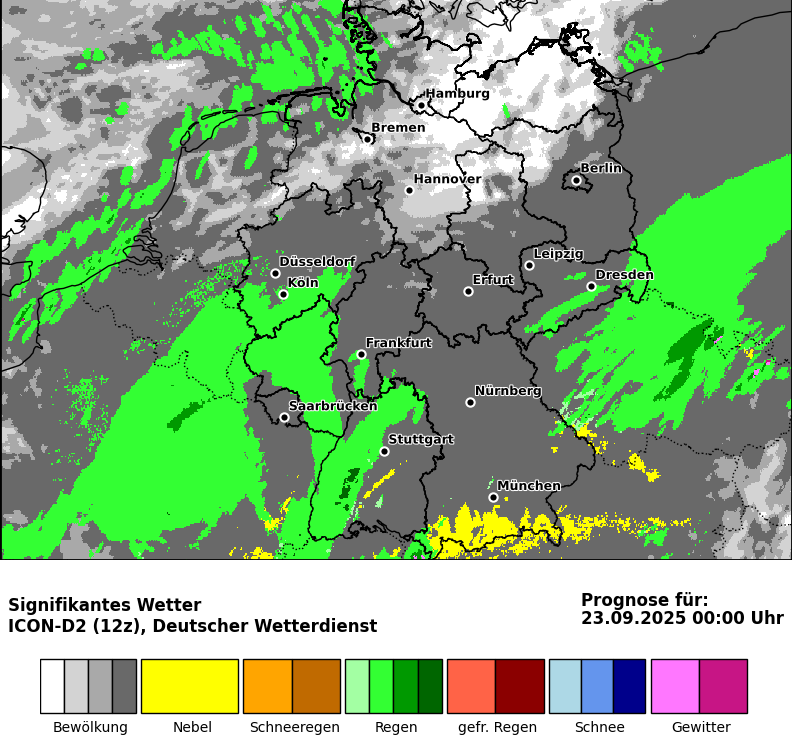 Hamburg
Bremen
Berlin
Hannover
Leipzig
Düsseldorf
Dresden
Köln
Erfurt
Frankfurt
Nürnberg
Saarbrücken
Stuttgart
München
Signifikantes Wetter
ICON-D2 (12z), Deutscher Wetterdienst
Prognose für:
23.09.2025 00:00 Uhr
Bewölkung
Nebel
Schneeregen
Regen
gefr. Regen
Schnee
Gewitter